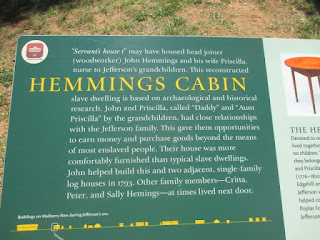 "Servant's house t" may have housed head joiner
(woodworker) John Hemmings and his wife Priscilla,
nurse to Jefferson's grandchildren. This reconstructed
HEMMINGS CABIN
slave dwelling is based on archaeological and historical
research. John and Priscilla, called "Daddy" and "Aunt
Priscilla" by the grandchildren, had close relationships
with the Jefferson family. This gave them opportunities
to earn money and purchase goods beyond the means
of most enslaved people. Their house was more
comfortably furnished than typical slave dwellings.
John helped build this and two adjacent, single-family
log houses in 1793. Other family members—Critta,
Peter, and Sally Hemings—at times lived next door.
Buildings on Mulberry Row during Jefferson's era.
THE HE
Devoted to o
lived together
no children.
they belonge
and Priscilla
(1776–1830
Edgehill an
Jefferson's
helped co
Poplar Fo